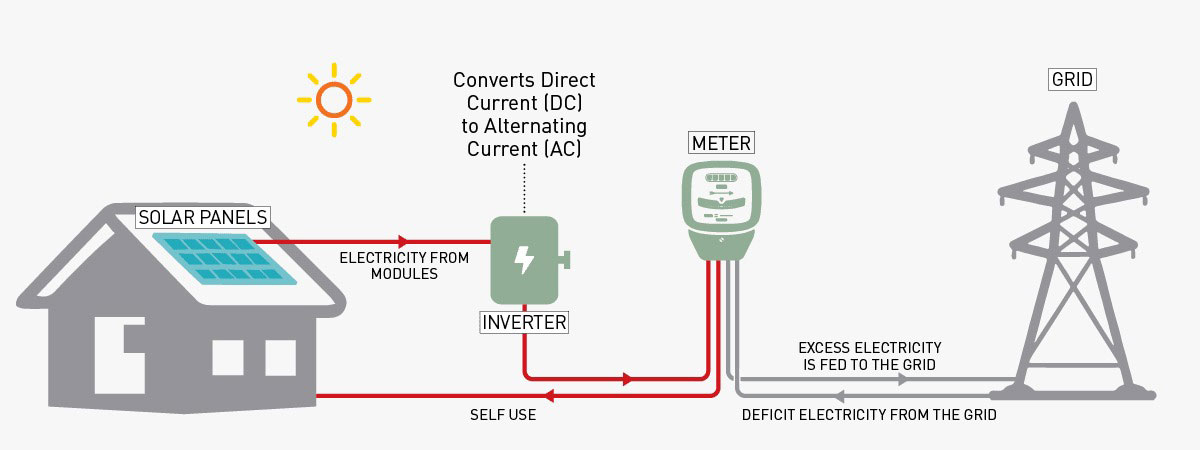 Converts Direct
Current (DC)
to Alternating
Current (AC)
GRID
METER
SOLAR PANELS
ELECTRICITY FROM
MODULES
INVERTER
EXCESS ELECTRICITY
IS FED TO THE GRID
SELF USE
DEFICIT ELECTRICITY FROM THE GRID